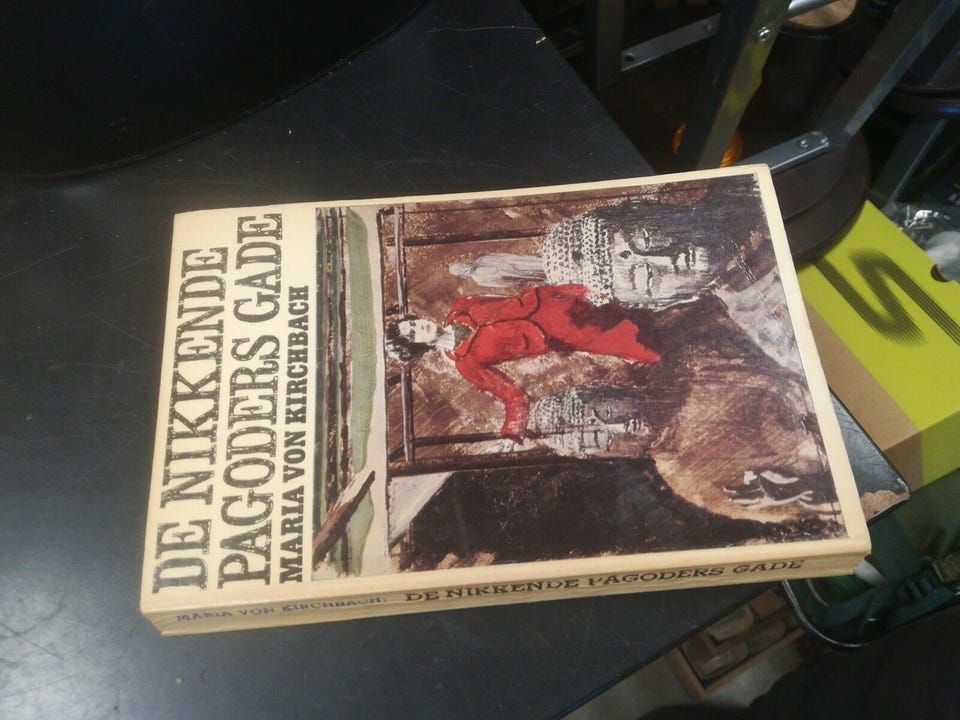 DE NIKKENDE
PAGODERS GADE
MARIA VON KIRCHBACH
MARIA VON KIRCHBACH: DE NIKKENDE PAGODERS GADE